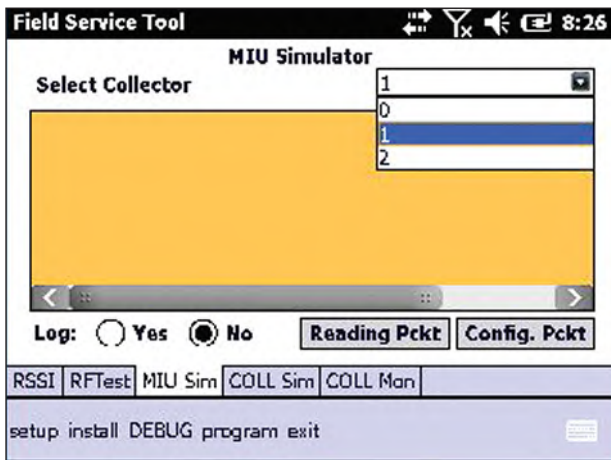 Field Service Tool 8:26
MIU Simulator
Select Collector 1
0
1
2
Log: Yes No Reading Pckt Config. Pckt
RSSI RFTest MIU Sim COLL Sim COLL Mon
setup install DEBUG program exit